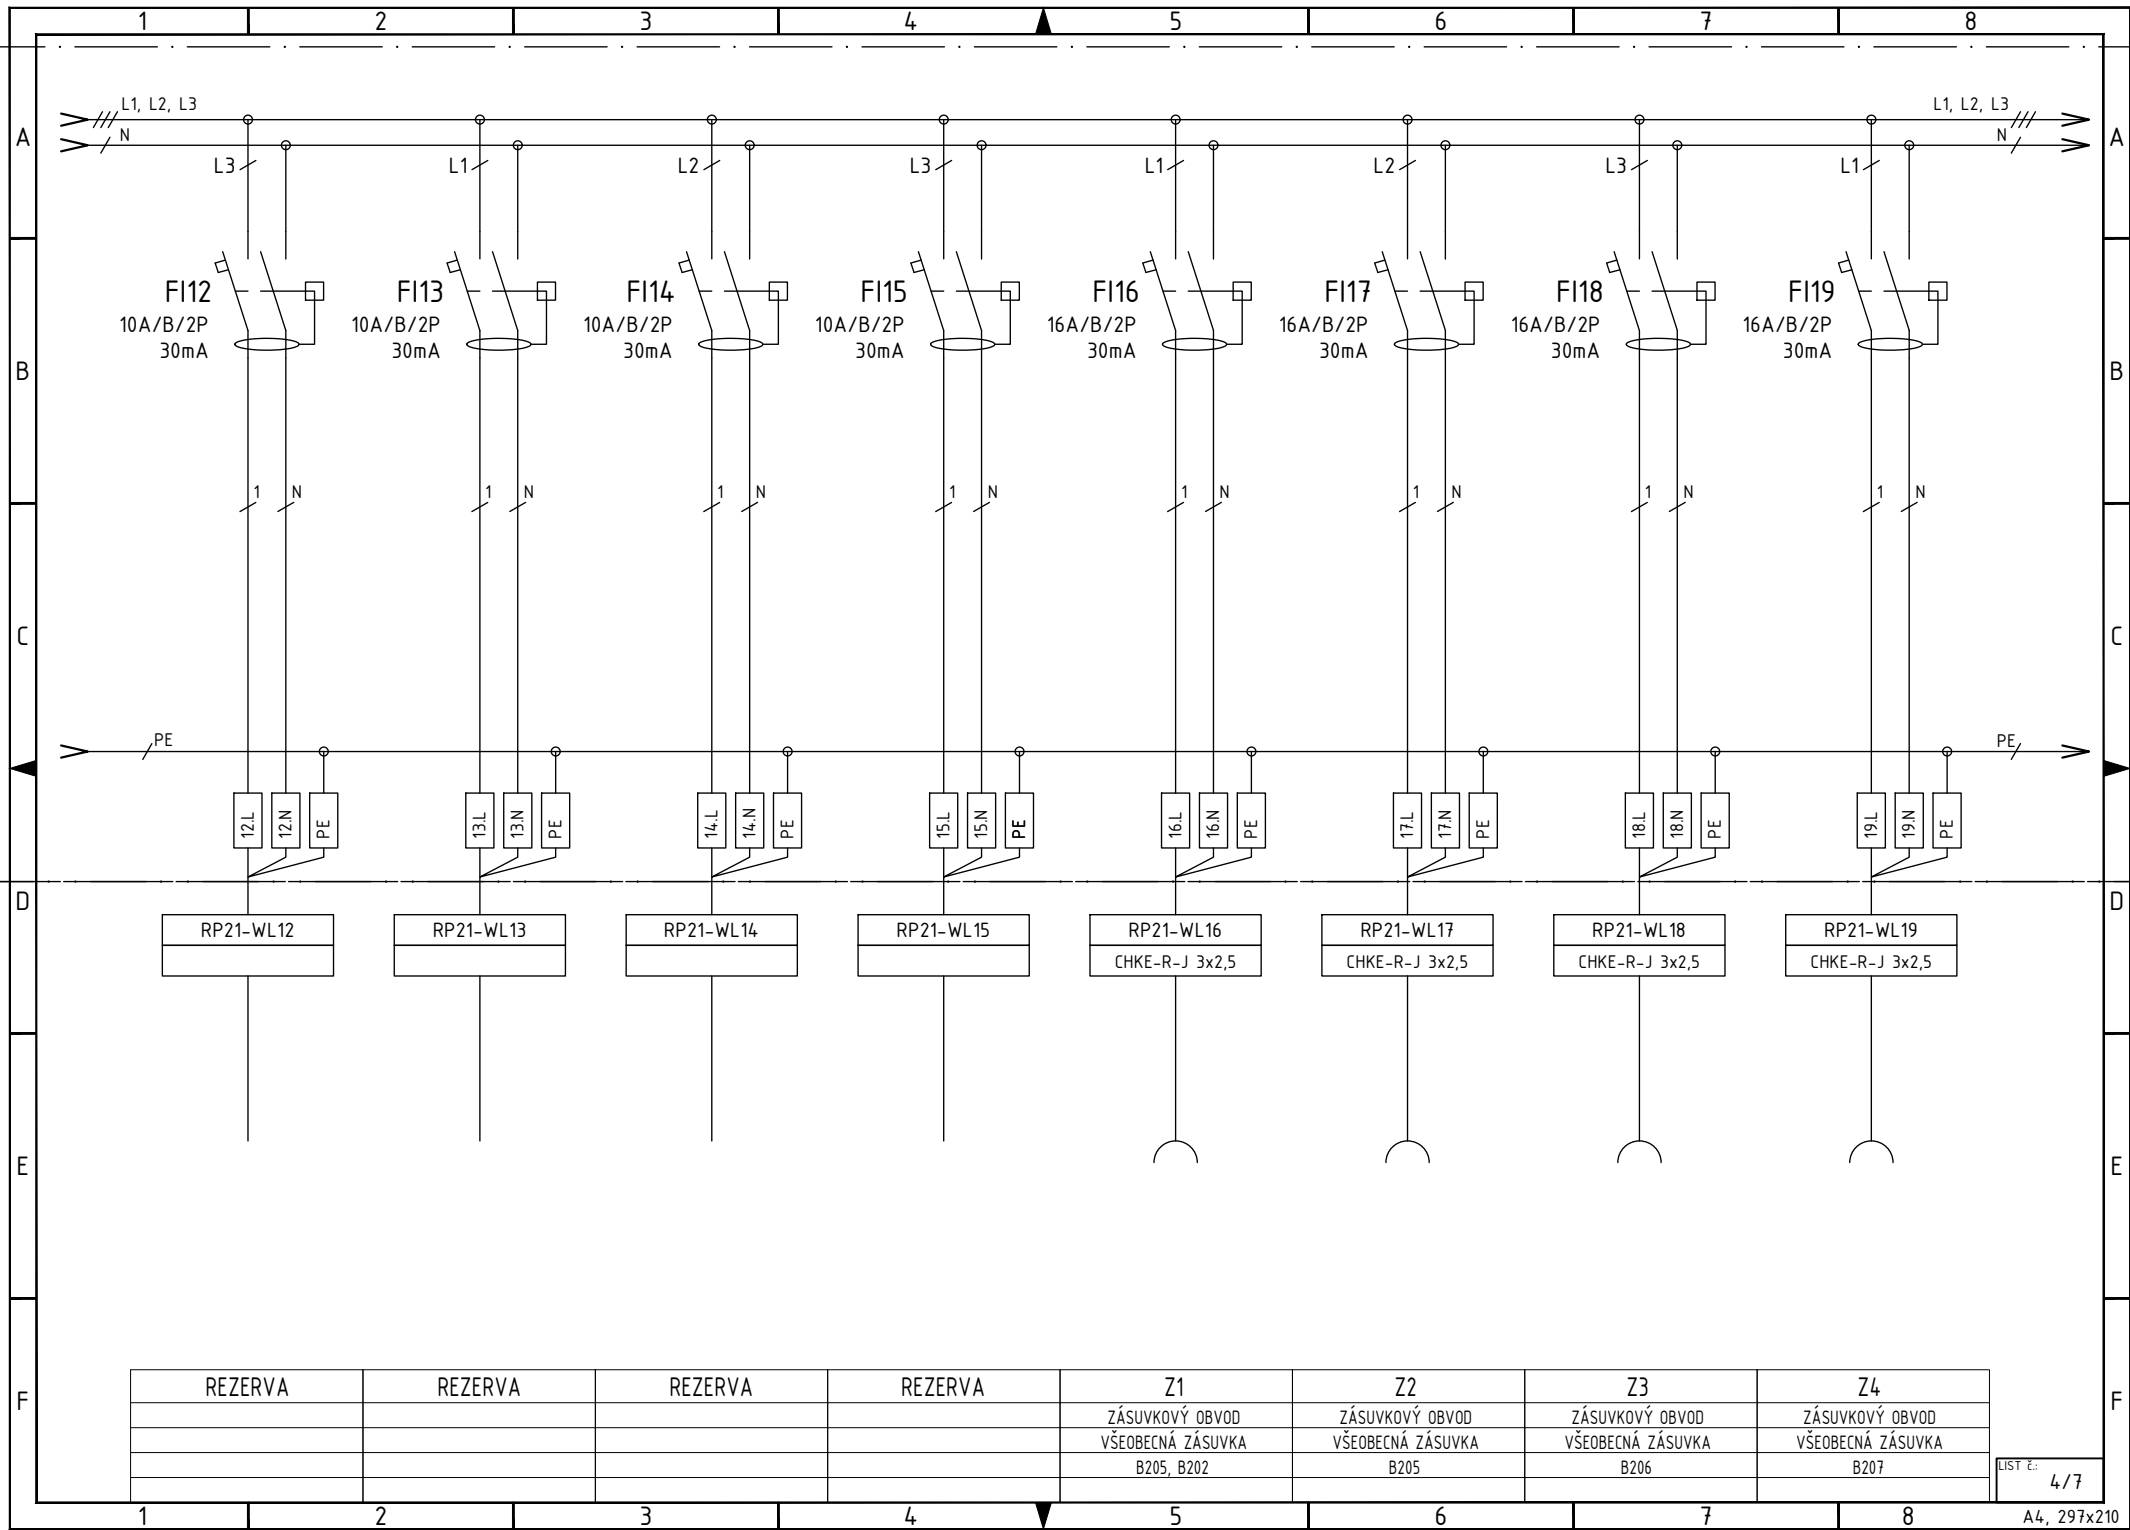 1 2 3 4 5 6 7 8
L1, L2, L3 L1, L2, L3
A N N A
L3 L1 L2 L3 L1 L2 L3 L1
FI12 FI13 FI14 FI15 FI16 FI17 FI18 FI19
10A/B/2P 10A/B/2P 10A/B/2P 10A/B/2P 16A/B/2P 16A/B/2P 16A/B/2P 16A/B/2P
30mA 30mA 30mA 30mA 30mA 30mA 30mA 30mA
B B
1 N 1 N 1 N 1 N 1 N 1 N 1 N 1 N
C C
PE PE
12.L 12.N PE 13.L 13.N PE 14.L 14.N PE 15.L 15.N PE 16.L 16.N PE 17.L 17.N PE 18.L 18.N PE 19.L 19.N PE
D D
RP21-WL12 RP21-WL13 RP21-WL14 RP21-WL15 RP21-WL16 RP21-WL17 RP21-WL18 RP21-WL19
CHKE-R-J 3x2,5 CHKE-R-J 3x2,5 CHKE-R-J 3x2,5 CHKE-R-J 3x2,5
E E
REZERVA REZERVA REZERVA REZERVA Z1 Z2 Z3 Z4
F F
ZÁSUVKOVÝ OBVOD ZÁSUVKOVÝ OBVOD ZÁSUVKOVÝ OBVOD ZÁSUVKOVÝ OBVOD
VŠEOBECNÁ ZÁSUVKA VŠEOBECNÁ ZÁSUVKA VŠEOBECNÁ ZÁSUVKA VŠEOBECNÁ ZÁSUVKA
B205, B202 B205 B206 B207
LIST č.:
4/7
1 2 3 4 5 6 7 8
A4, 297x210